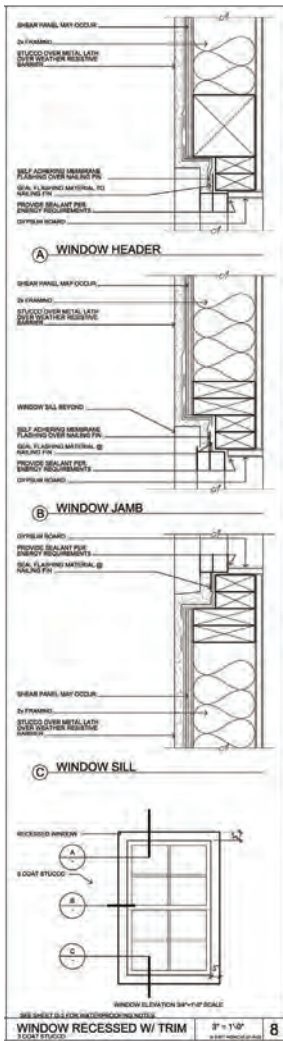 SHEAR PANEL MAY OCCUR
2x FRAMING
STUCCO OVER METAL LATH
OVER WEATHER RESISTIVE
BARRIER
SELF ADHERING MEMBRANE
FLASHING OVER NAILING FIN
SEAL FLASHING MATERIAL TO
NAILING FIN
PROVIDE SEALANT PER
ENERGY REQUIREMENTS
GYPSUM BOARD
A WINDOW HEADER
SHEAR PANEL MAY OCCUR
2x FRAMING
STUCCO OVER METAL LATH
OVER WEATHER RESISTIVE
BARRIER
WINDOW SILL BEYOND
SELF ADHERING MEMBRANE
FLASHING OVER NAILING FIN
SEAL FLASHING MATERIAL @
NAILING FIN
PROVIDE SEALANT PER
ENERGY REQUIREMENTS
GYPSUM BOARD
B WINDOW JAMB
GYPSUM BOARD
PROVIDE SEALANT PER
ENERGY REQUIREMENTS
SEAL FLASHING MATERIAL @
NAILING FIN
SHEAR PANEL MAY OCCUR
2x FRAMING
STUCCO OVER METAL LATH
OVER WEATHER RESISTIVE
BARRIER
C WINDOW SILL
RECESSED WINDOW
A
3 COAT STUCCO
B
C
WINDOW ELEVATION 3/4"=1'-0" SCALE
SEE SHEET D-2 FOR WATERPROOFING NOTES
WINDOW RECESSED W/ TRIM 3" = 1'-0" 8
3 COAT STUCCO